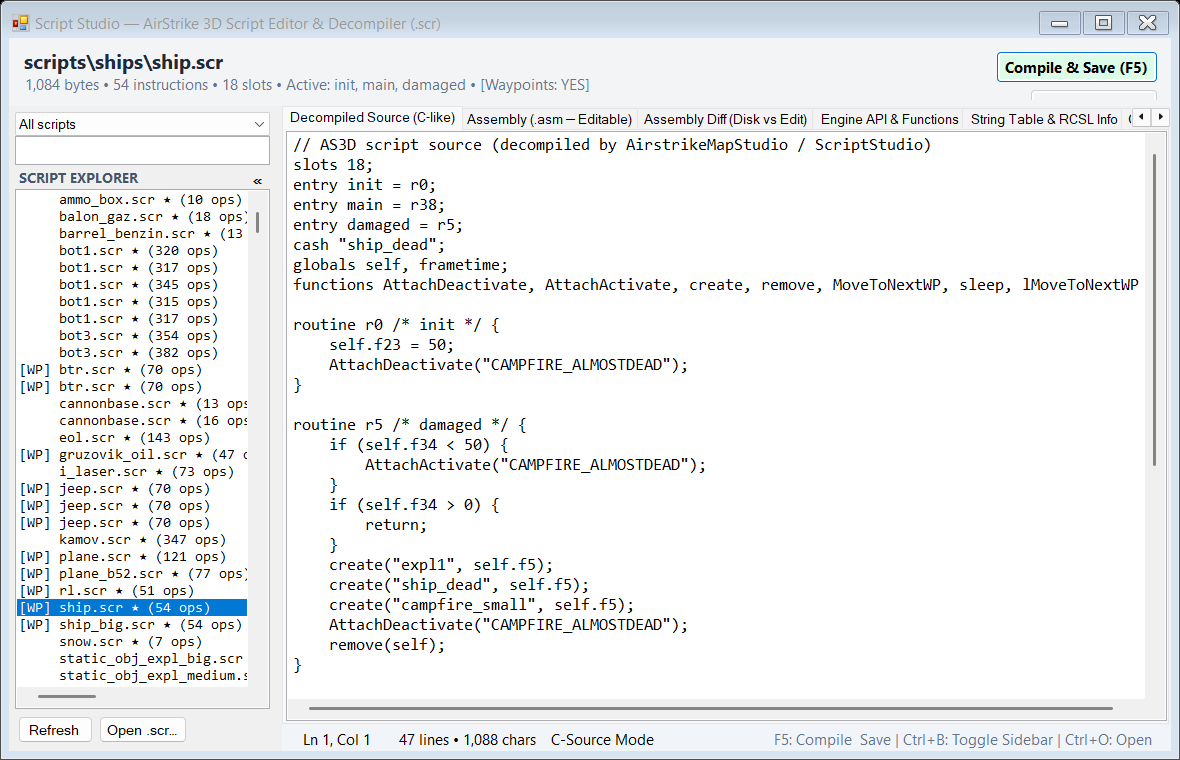 Script Studio — AirStrike 3D Script Editor & Decompiler (.scr)
scripts\ships\ship.scr
1,084 bytes • 54 instructions • 18 slots • Active: init, main, damaged • [Waypoints: YES]
Compile & Save (F5)
All scripts
SCRIPT EXPLORER
«
ammo_box.scr ★ (10 ops)
balon_gaz.scr ★ (18 ops)
barrel_benzin.scr ★ (13
bot1.scr ★ (320 ops)
bot1.scr ★ (317 ops)
bot1.scr ★ (345 ops)
bot1.scr ★ (315 ops)
bot1.scr ★ (317 ops)
bot3.scr ★ (354 ops)
bot3.scr ★ (382 ops)
[WP] btr.scr ★ (70 ops)
[WP] btr.scr ★ (70 ops)
cannonbase.scr ★ (13 ops
cannonbase.scr ★ (16 ops
eol.scr ★ (143 ops)
[WP] gruzovik_oil.scr ★ (47
i_laser.scr ★ (73 ops)
[WP] jeep.scr ★ (70 ops)
[WP] jeep.scr ★ (70 ops)
[WP] jeep.scr ★ (70 ops)
kamov.scr ★ (347 ops)
[WP] plane.scr ★ (121 ops)
[WP] plane_b52.scr ★ (77 ops)
[WP] rl.scr ★ (51 ops)
[WP] ship.scr ★ (54 ops)
[WP] ship_big.scr ★ (54 ops)
snow.scr ★ (7 ops)
static_obj_expl_big.scr
static_obj_expl_medium.s
Refresh
Open .scr...
Decompiled Source (C-like)
Assembly (.asm — Editable)
Assembly Diff (Disk vs Edit)
Engine API & Functions
String Table & RCSL Info
// AS3D script source (decompiled by AirstrikeMapStudio / ScriptStudio)
slots 18;
entry init = r0;
entry main = r38;
entry damaged = r5;
cash "ship_dead";
globals self, frametime;
functions AttachDeactivate, AttachActivate, create, remove, MoveToNextWP, sleep, lMoveToNextWP
routine r0 /* init */ {
self.f23 = 50;
AttachDeactivate("CAMPFIRE_ALMOSTDEAD");
}
routine r5 /* damaged */ {
if (self.f34 < 50) {
AttachActivate("CAMPFIRE_ALMOSTDEAD");
}
if (self.f34 > 0) {
return;
}
create("expl1", self.f5);
create("ship_dead", self.f5);
create("campfire_small", self.f5);
AttachDeactivate("CAMPFIRE_ALMOSTDEAD");
remove(self);
}
Ln 1, Col 1
47 lines • 1,088 chars
C-Source Mode
F5: Compile Save | Ctrl+B: Toggle Sidebar | Ctrl+O: Open